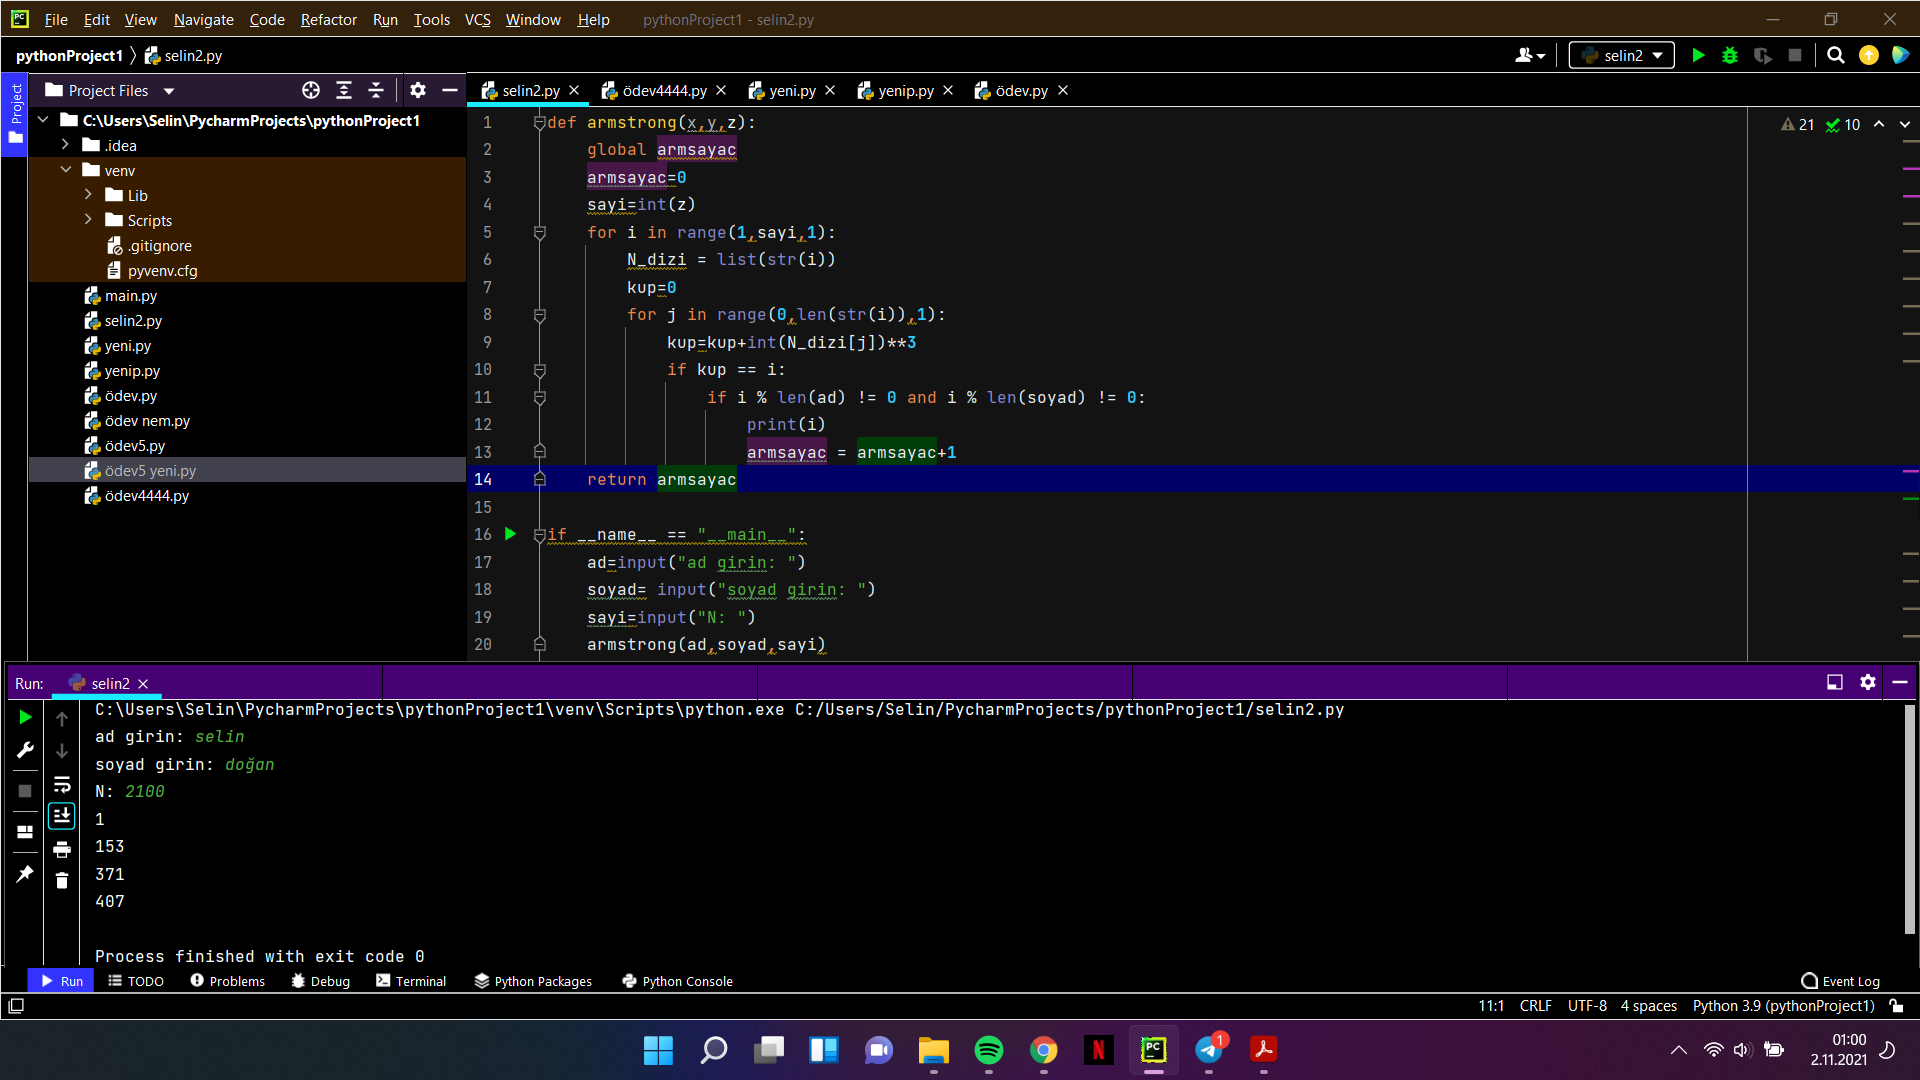 File Edit View Navigate Code Refactor Run Tools VCS Window Help pythonProject1 - selin2.py
pythonProject1 selin2.py
selin2
Project
Project Files
selin2.py ödev4444.py yeni.py yenip.py ödev.py
C:\Users\Selin\PycharmProjects\pythonProject1
.idea
venv
Lib
Scripts
.gitignore
pyvenv.cfg
main.py
selin2.py
yeni.py
yenip.py
ödev.py
ödev nem.py
ödev5.py
ödev5 yeni.py
ödev4444.py
21 10
1 def armstrong(x,y,z):
2 global armsayac
3 armsayac=0
4 sayi=int(z)
5 for i in range(1,sayi,1):
6 N_dizi = list(str(i))
7 kup=0
8 for j in range(0,len(str(i)),1):
9 kup=kup+int(N_dizi[j])**3
10 if kup == i:
11 if i % len(ad) != 0 and i % len(soyad) != 0:
12 print(i)
13 armsayac = armsayac+1
14 return armsayac
15
16 if __name__ == "__main__":
17 ad=input("ad girin: ")
18 soyad= input("soyad girin: ")
19 sayi=input("N: ")
20 armstrong(ad,soyad,sayi)
Run: selin2
C:\Users\Selin\PycharmProjects\pythonProject1\venv\Scripts\python.exe C:/Users/Selin/PycharmProjects/pythonProject1/selin2.py
ad girin: selin
soyad girin: doğan
N: 2100
1
153
371
407
Process finished with exit code 0
Run TODO Problems Debug Terminal Python Packages Python Console Event Log
11:1 CRLF UTF-8 4 spaces Python 3.9 (pythonProject1)
PC
N
PC
1
01:00
2.11.2021